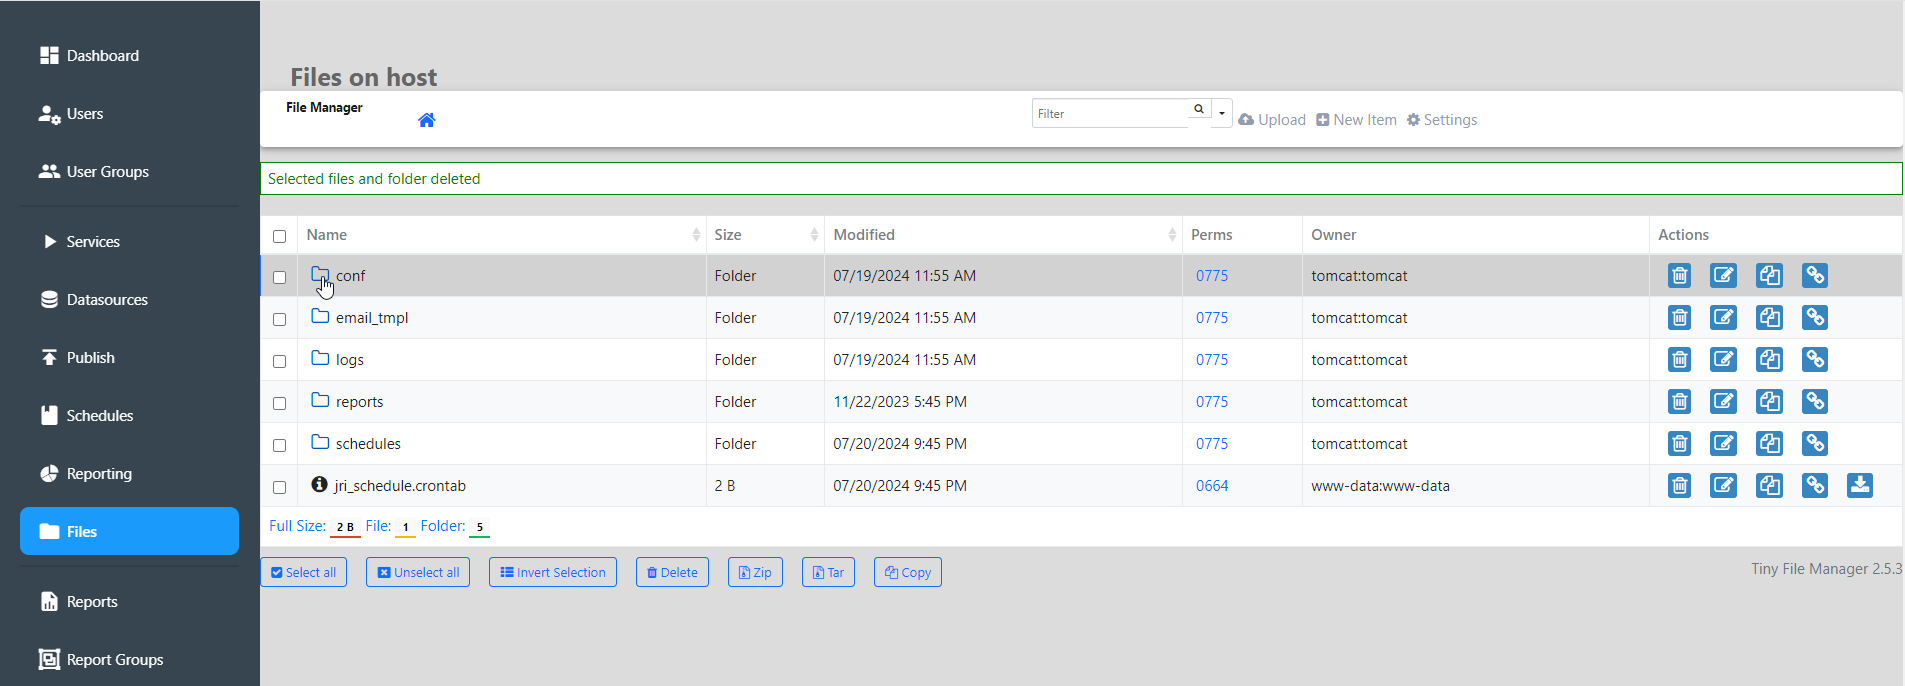 Dashboard
Users
User Groups
Services
Datasources
Publish
Schedules
Reporting
Files
Reports
Report Groups
Files on host
File Manager
Filter
Upload New Item Settings
Selected files and folder deleted
Name Size Modified Perms Owner Actions
conf Folder 07/19/2024 11:55 AM 0775 tomcat:tomcat
email_tmpl Folder 07/19/2024 11:55 AM 0775 tomcat:tomcat
logs Folder 07/19/2024 11:55 AM 0775 tomcat:tomcat
reports Folder 11/22/2023 5:45 PM 0775 tomcat:tomcat
schedules Folder 07/20/2024 9:45 PM 0775 tomcat:tomcat
jri_schedule.crontab 2 B 07/20/2024 9:45 PM 0664 www-data:www-data
Full Size: 2 B File: 1 Folder: 5
Select all Unselect all Invert Selection Delete Zip Tar Copy
Tiny File Manager 2.5.3